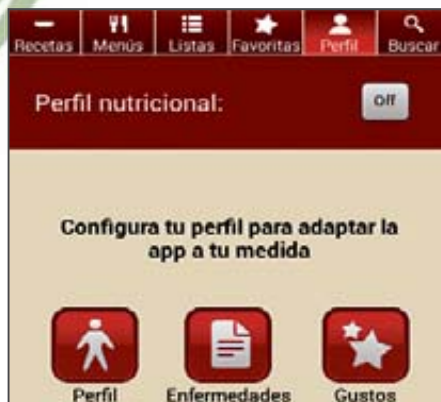 Recetas Menús Listas Favoritas Perfil Buscar
Perfil nutricional: Off
Configura tu perfil para adaptar la
app a tu medida
Perfil Enfermedades Gustos